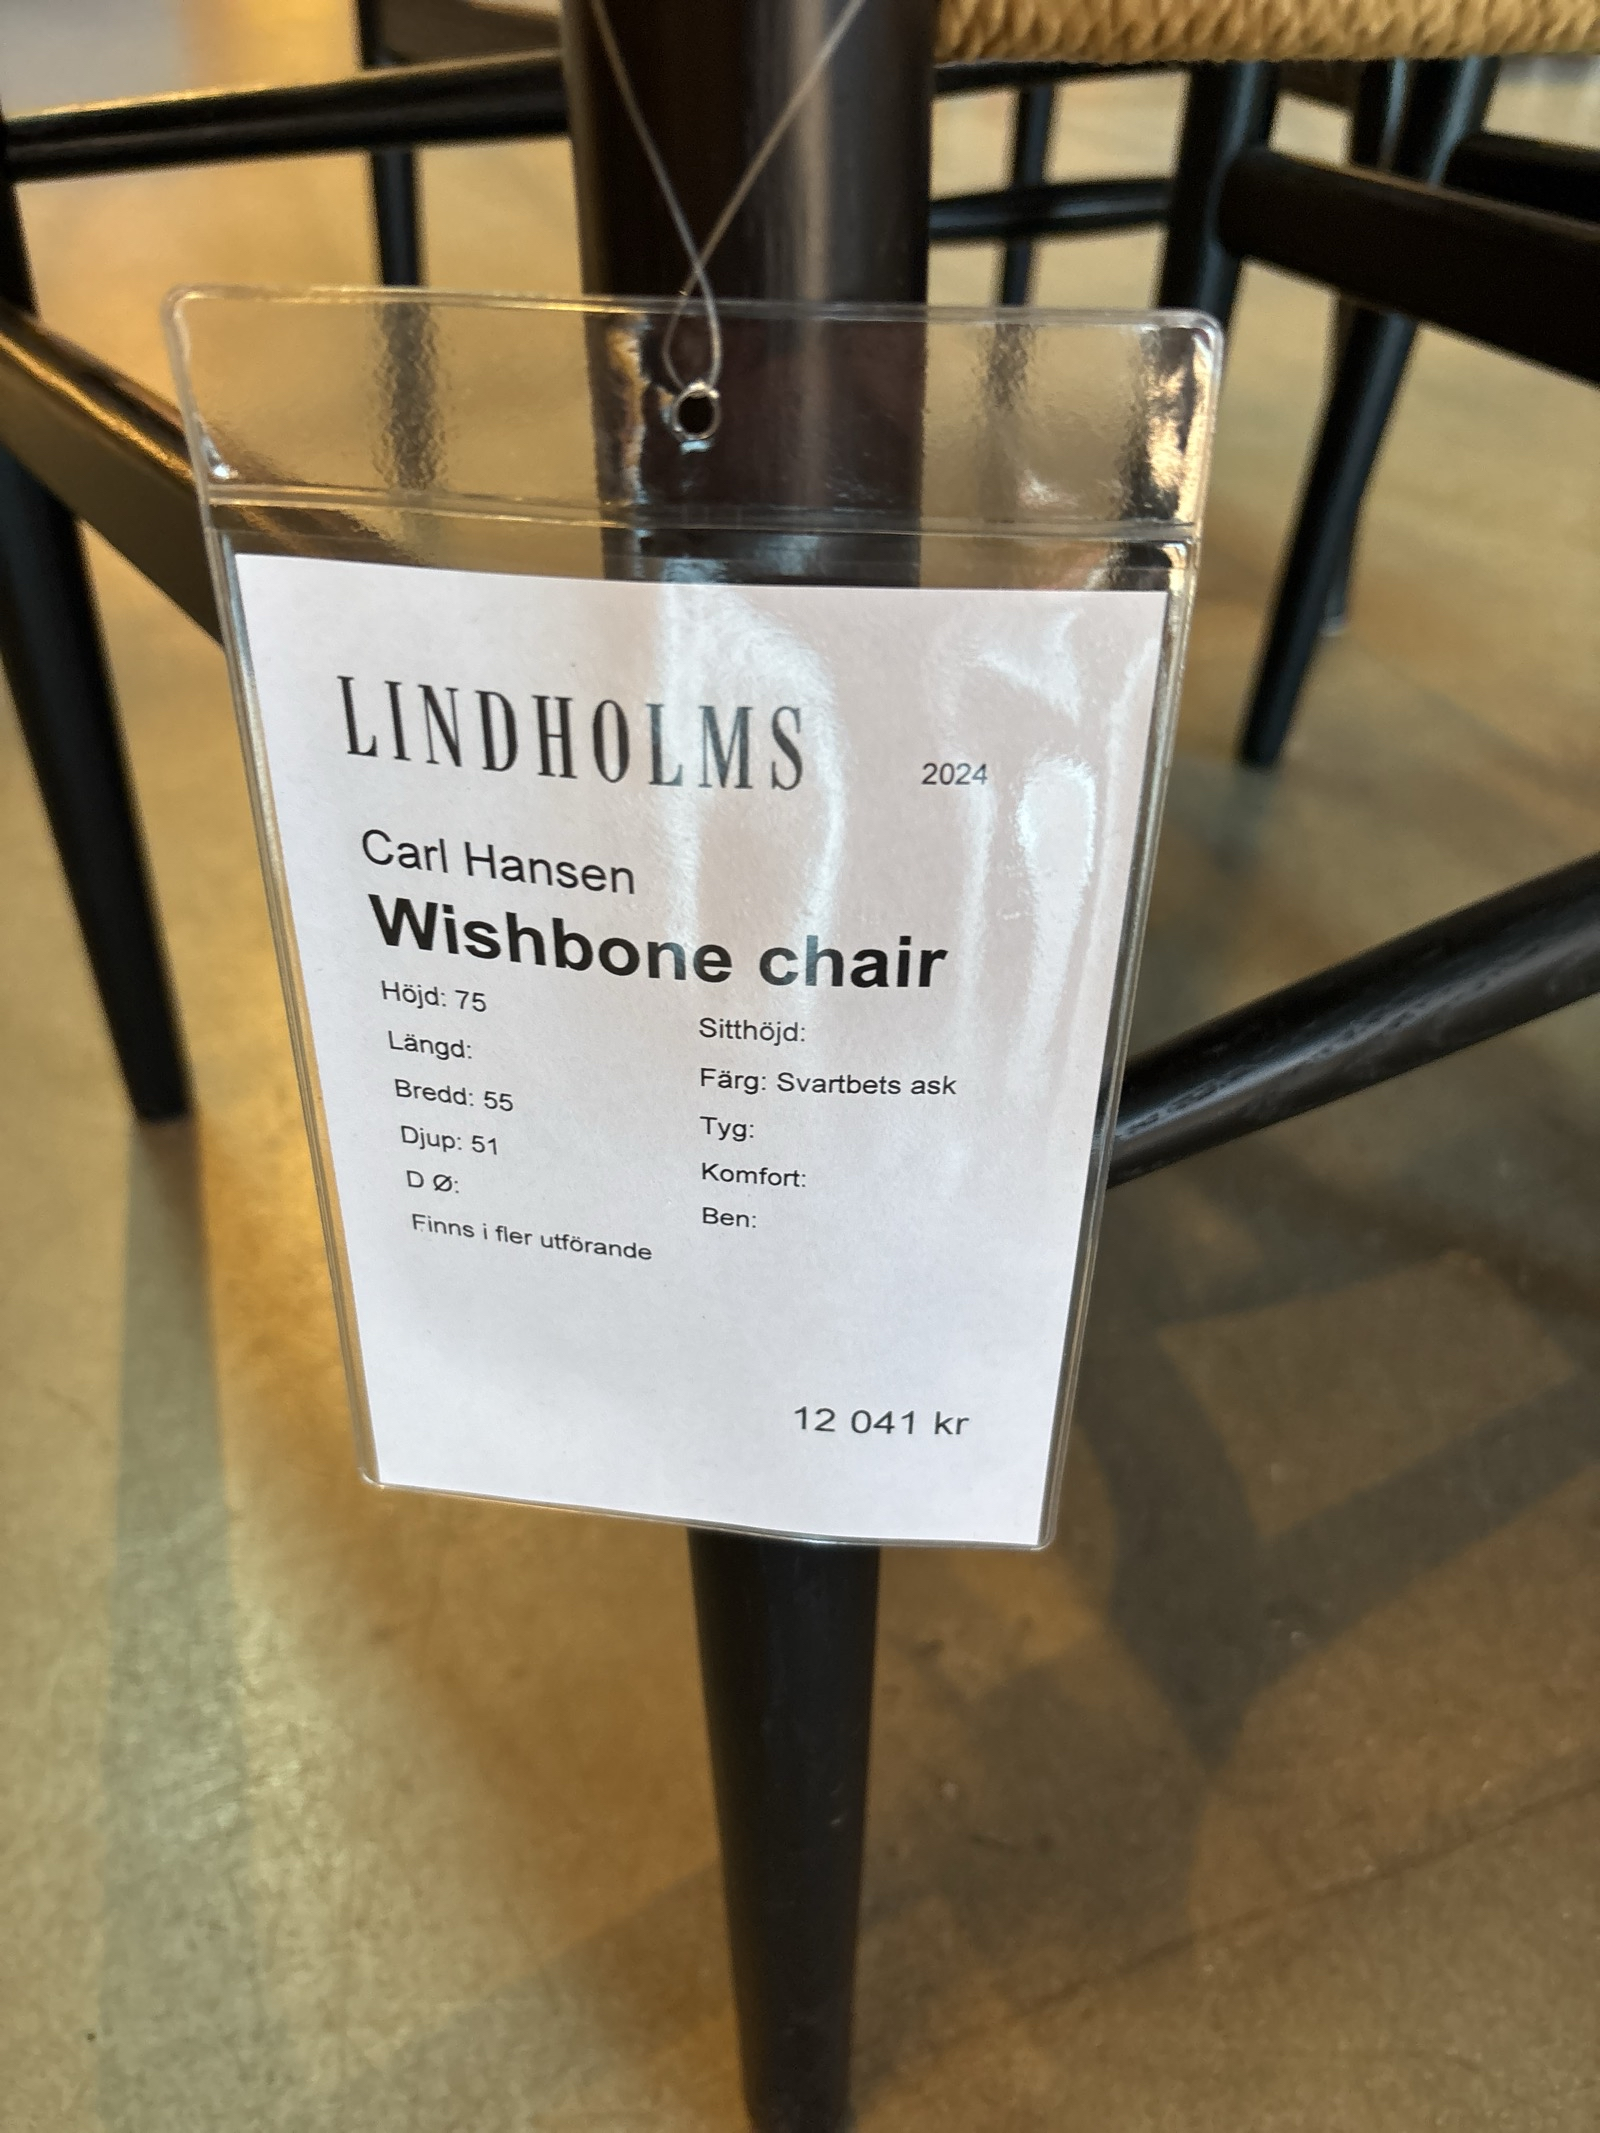 LINDHOLMS 2024
Carl Hansen
Wishbone chair
Höjd: 75
Längd:
Bredd: 55
Djup: 51
D Ø:
Finns i fler utförande
Sitthöjd:
Färg: Svartbets ask
Tyg:
Komfort:
Ben:
12 041 kr